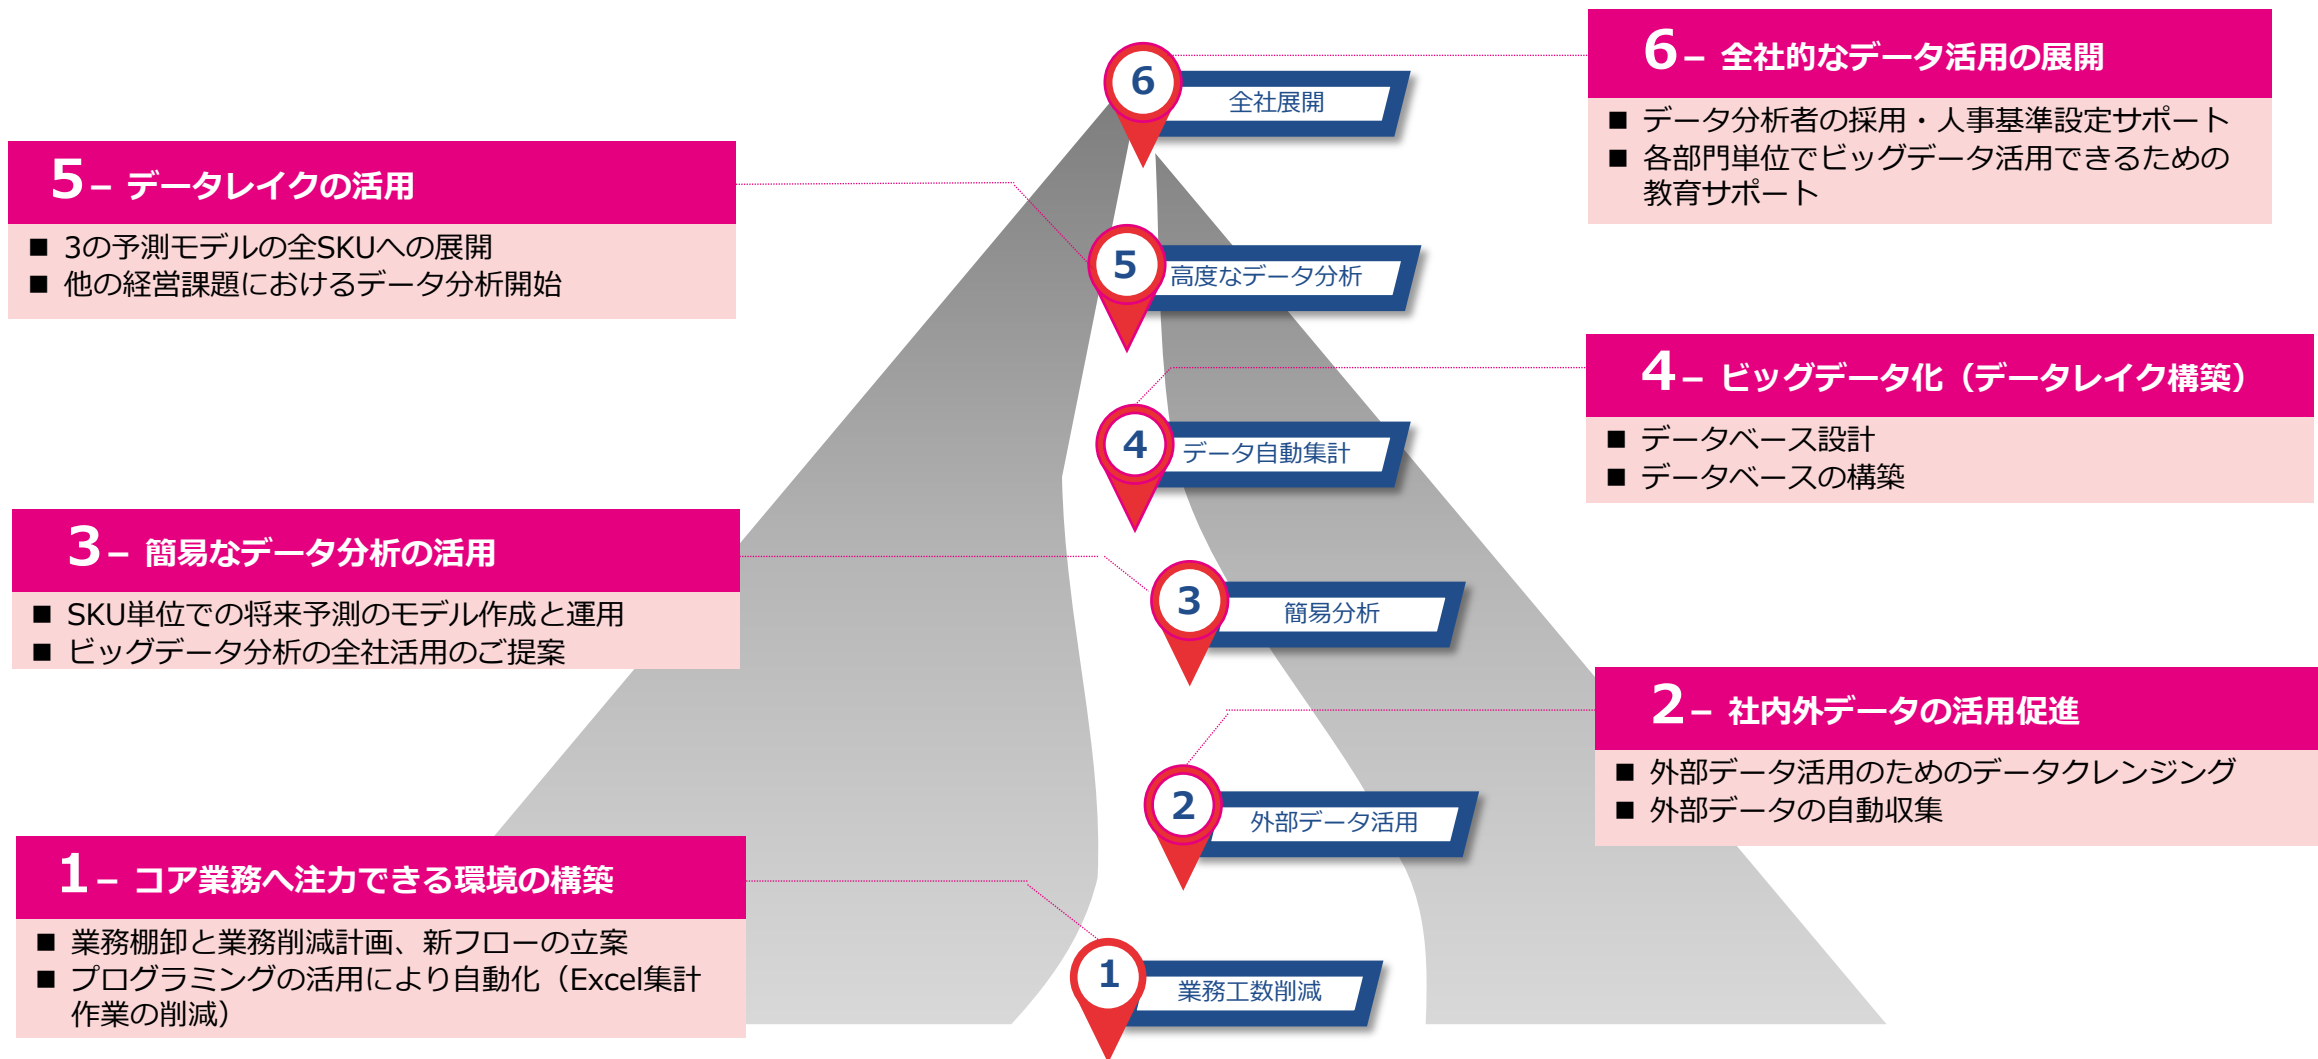 6– 全社的なデータ活用の展開
■ データ分析者の採用・人事基準設定サポート
■ 各部門単位でビッグデータ活用できるための
教育サポート
6
全社展開
5– データレイクの活用
■ 3の予測モデルの全SKUへの展開
■ 他の経営課題におけるデータ分析開始
5
高度なデータ分析
4– ビッグデータ化（データレイク構築）
■ データベース設計
■ データベースの構築
4
データ自動集計
3– 簡易なデータ分析の活用
■ SKU単位での将来予測のモデル作成と運用
■ ビッグデータ分析の全社活用のご提案
3
簡易分析
2– 社内外データの活用促進
■ 外部データ活用のためのデータクレンジング
■ 外部データの自動収集
2
外部データ活用
1– コア業務へ注力できる環境の構築
■ 業務棚卸と業務削減計画、新フローの立案
■ プログラミングの活用により自動化（Excel集計
作業の削減）
1
業務工数削減